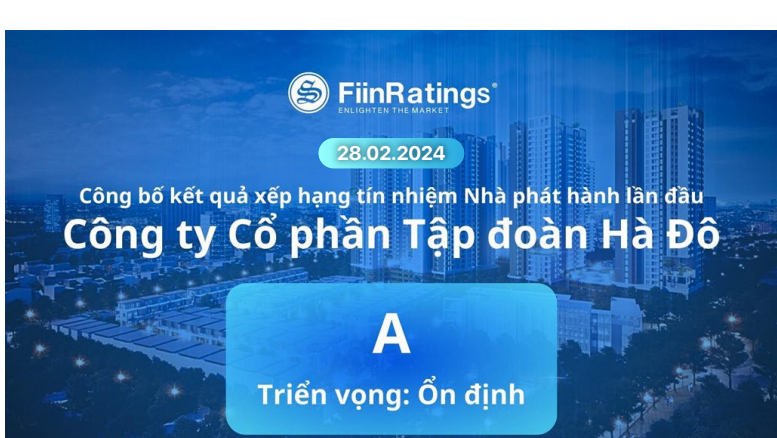 FiinRatings®
ENLIGHTEN THE MARKET
28.02.2024
Công bố kết quả xếp hạng tín nhiệm Nhà phát hành lần đầu
Công ty Cổ phần Tập đoàn Hà Đô
A
Triển vọng: Ổn định